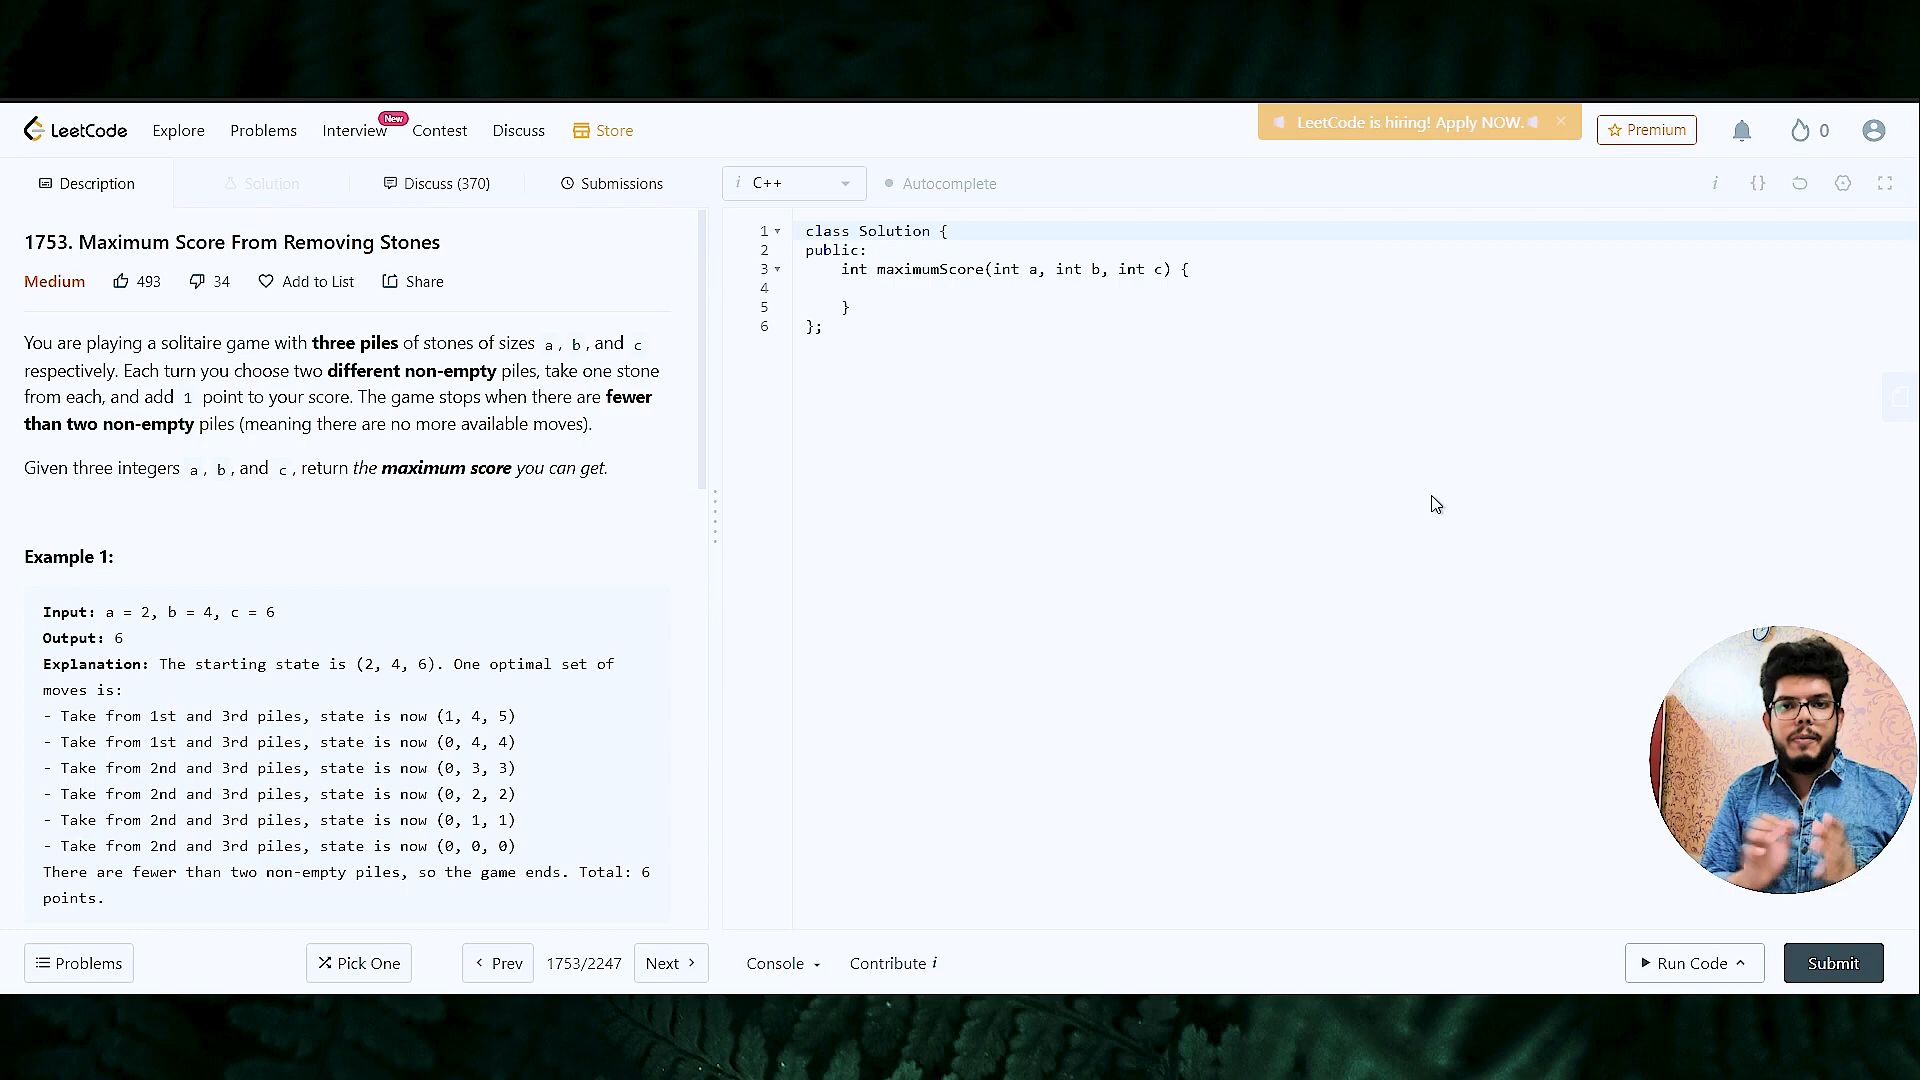 LeetCode
Explore
Problems
Interview
New
Contest
Discuss
Store
LeetCode is hiring! Apply NOW.
Premium
0
Description
Solution
Discuss (370)
Submissions
i C++
Autocomplete
i
{}
1753. Maximum Score From Removing Stones
Medium
493
34
Add to List
Share
You are playing a solitaire game with three piles of stones of sizes a, b, and c
respectively. Each turn you choose two different non-empty piles, take one stone
from each, and add 1 point to your score. The game stops when there are fewer
than two non-empty piles (meaning there are no more available moves).
Given three integers a, b, and c, return the maximum score you can get.
Example 1:
Input: a = 2, b = 4, c = 6
Output: 6
Explanation: The starting state is (2, 4, 6). One optimal set of
moves is:
- Take from 1st and 3rd piles, state is now (1, 4, 5)
- Take from 1st and 3rd piles, state is now (0, 4, 4)
- Take from 2nd and 3rd piles, state is now (0, 3, 3)
- Take from 2nd and 3rd piles, state is now (0, 2, 2)
- Take from 2nd and 3rd piles, state is now (0, 1, 1)
- Take from 2nd and 3rd piles, state is now (0, 0, 0)
There are fewer than two non-empty piles, so the game ends. Total: 6
points.
1 class Solution {
2 public:
3 int maximumScore(int a, int b, int c) {
4
5 }
6 };
Problems
Pick One
Prev
1753/2247
Next
Console
Contribute i
Run Code
Submit